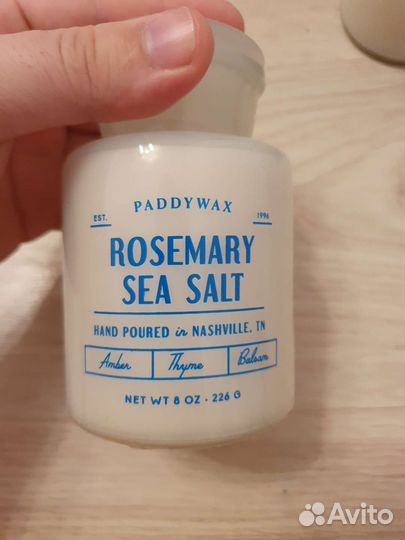 PADDYWAX
EST. 1996
ROSEMARY
SEA SALT
HAND POURED in NASHVILLE, TN
Amber Thyme Balsam
NET WT 8 OZ · 226 G
Avito